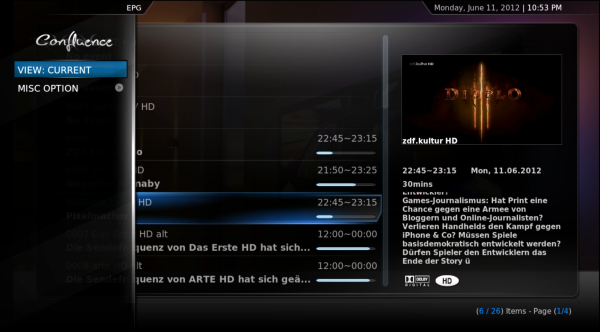 EPG
Monday, June 11, 2012 | 10:53 PM
Confluence
VIEW: CURRENT
MISC OPTION
/ HD
22:45~23:15
o
D
21:50~23:25
naby
HD
22:45~23:15
HD alt
12:00~00:00
Die Sendefrequenz von Das Erste HD hat sich...
alt
12:00~00:00
Die Sendefrequenz von ARTE HD hat sich geä...
zdf.kultur HD
DIABLO
zdf.kultur HD
22:45~23:15 Mon, 11.06.2012
30mins
Entwickler!
Games-Journalismus: Hat Print eine
Chance gegen eine Armee von
Bloggern und Online-Journalisten?
Verlieren Handhelds den Kampf gegen
iPhone & Co? Müssen Spiele
basisdemokratisch entwickelt werden?
Dürfen Spieler den Entwicklern das
Ende der Story ü
DOLBY
DIGITAL
HD
(6 / 26) Items - Page (1/4)